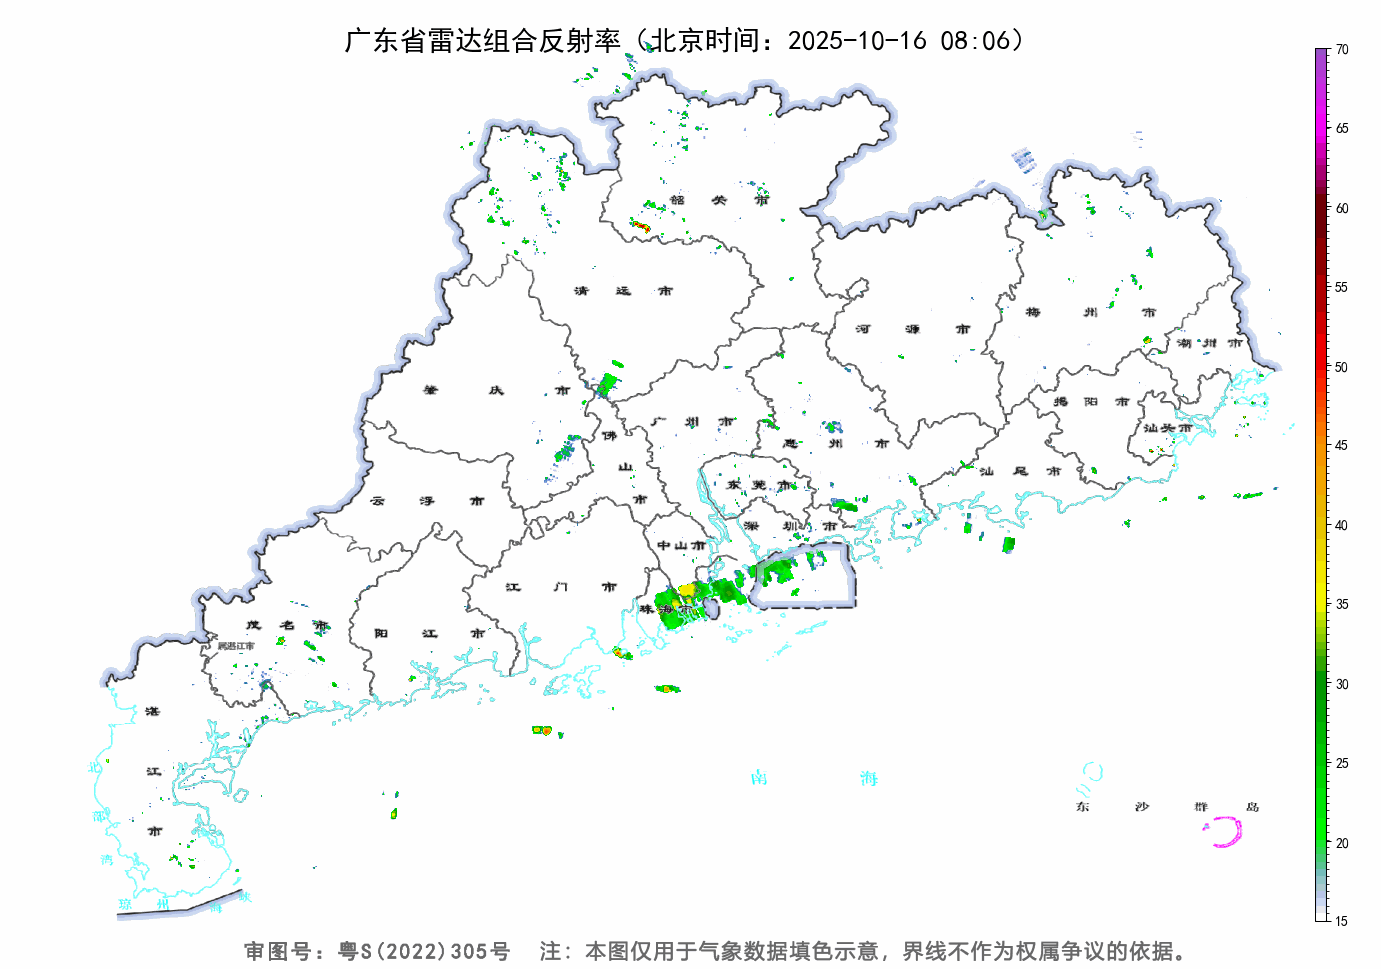 广东省雷达组合反射率（北京时间：2025-10-16 08:06）
70
65
60
55
50
45
40
35
30
25
20
15
韶关市
清远市
河源市
梅州市
潮州市
肇庆市
广州市
佛山市
惠州市
揭阳市
汕头市
汕尾市
云浮市
东莞市
深圳市
中山市
江门市
珠海市
茂名市
属湛江市
阳江市
湛江市
北部湾
琼州海峡
南海
东沙群岛
审图号：粤S(2022)305号 注：本图仅用于气象数据填色示意，界线不作为权属争议的依据。